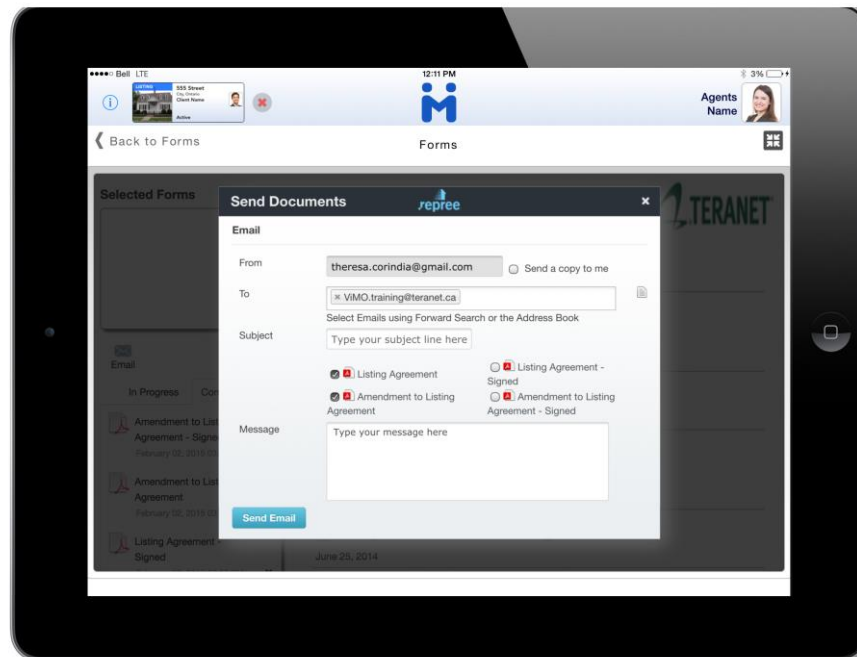 Bell LTE
12:11 PM
3%
LISTING
555 Street
City, Ontario
Client Name
Active
Agents
Name
Back to Forms
Forms
Selected Forms
Send Documents
repree
TERANET
Email
From
theresa.corindia@gmail.com
Send a copy to me
To
ViMO.training@teranet.ca
Select Emails using Forward Search or the Address Book
Subject
Type your subject line here
Listing Agreement
Listing Agreement -
Signed
Amendment to Listing
Agreement
Amendment to Listing
Agreement - Signed
Message
Type your message here
Send Email
Email
In Progress
Com
Amendment to List
Agreement - Signe
Amendment to List
Agreement
Listing Agreement -
Signed
June 25, 2014